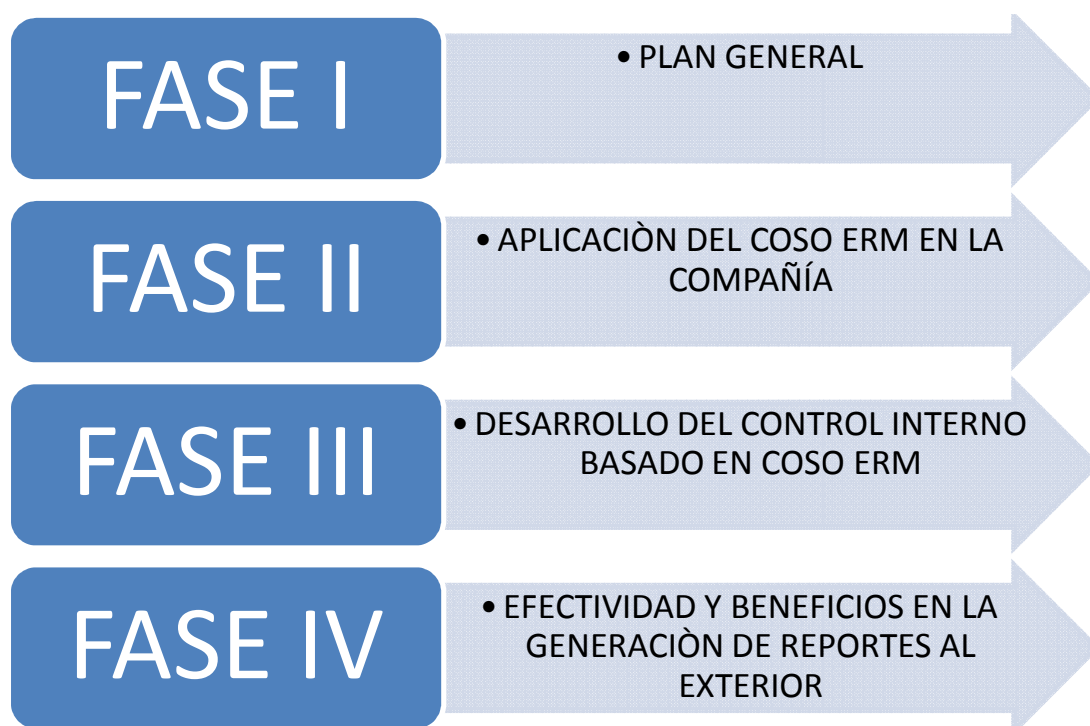 FASE I
• PLAN GENERAL
FASE II
• APLICACIÒN DEL COSO ERM EN LA
COMPAÑÍA
FASE III
• DESARROLLO DEL CONTROL INTERNO
BASADO EN COSO ERM
FASE IV
• EFECTIVIDAD Y BENEFICIOS EN LA
GENERACIÒN DE REPORTES AL
EXTERIOR